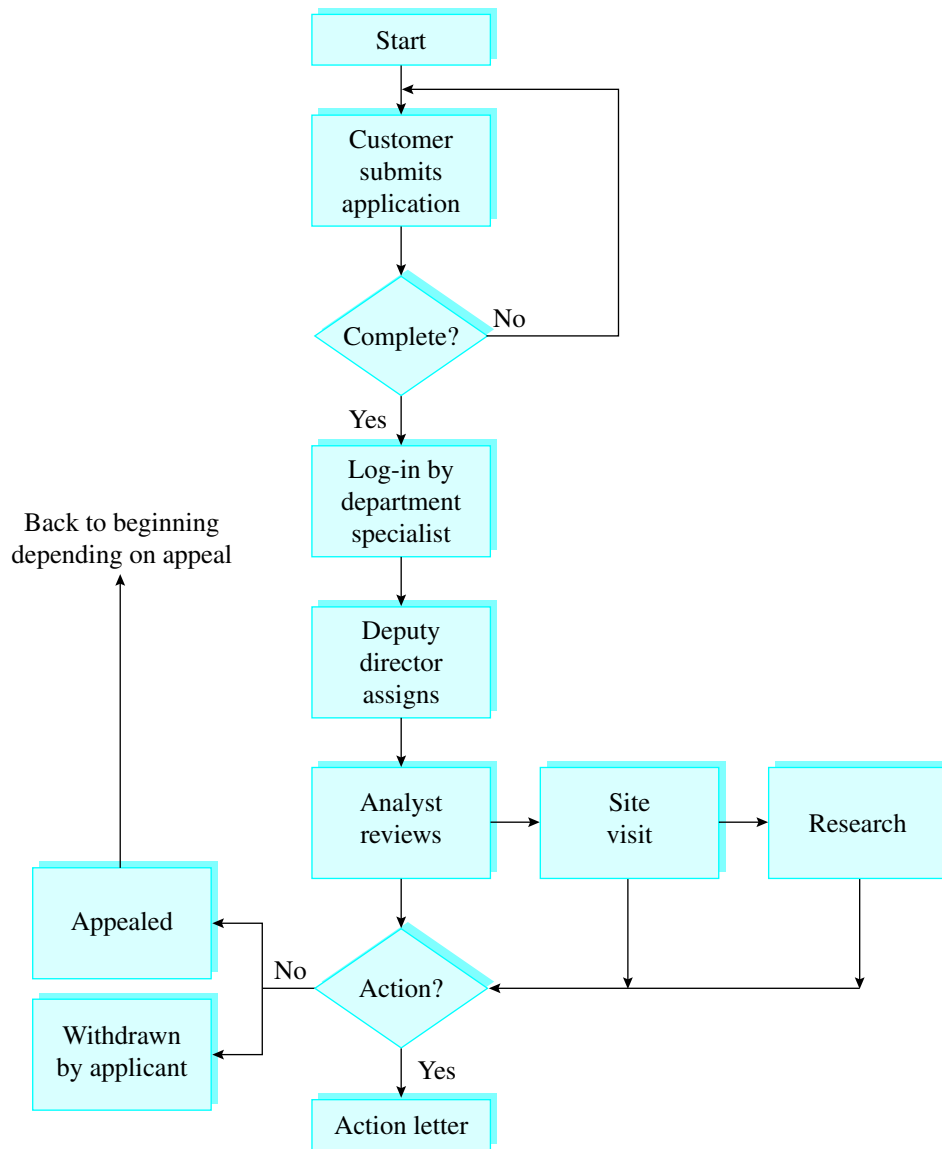 Start
Customer
submits
application
Complete?
No
Yes
Log-in by
department
specialist
Back to beginning
depending on appeal
Deputy
director
assigns
Analyst
reviews
Site
visit
Research
Appealed
No
Action?
Withdrawn
by applicant
Yes
Action letter